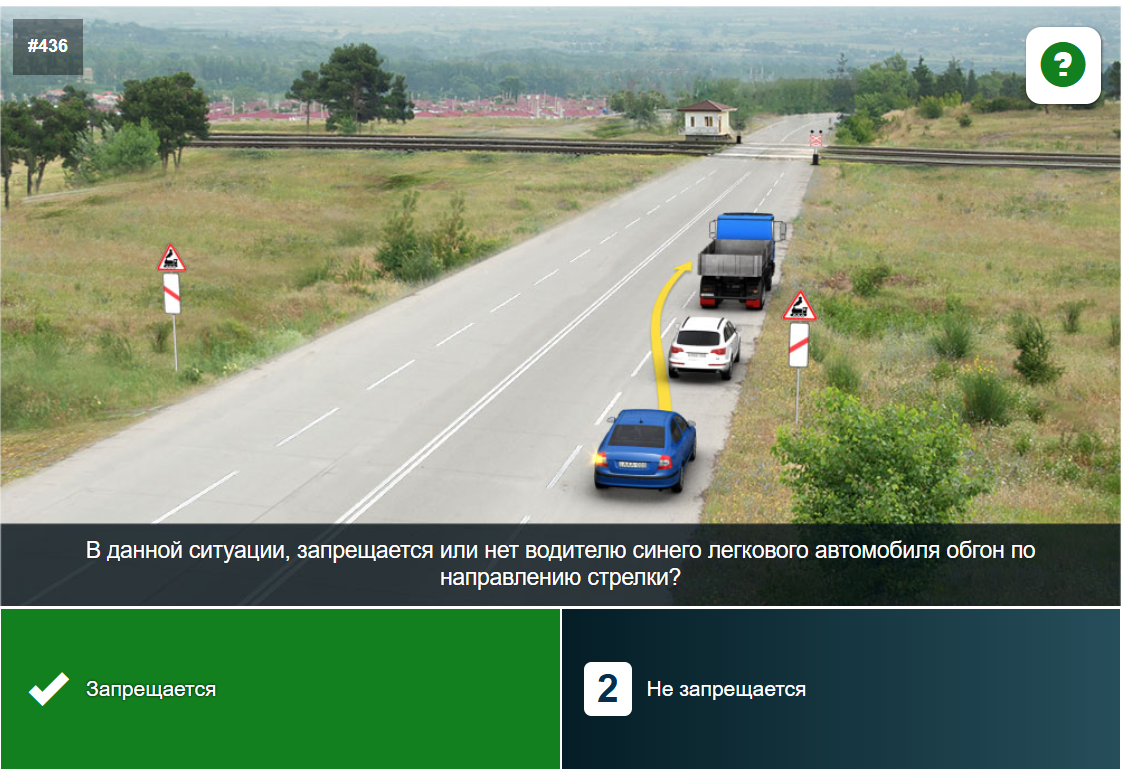 #436
?
В данной ситуации, запрещается или нет водителю синего легкового автомобиля обгон по
направлению стрелки?
Запрещается
2
Не запрещается